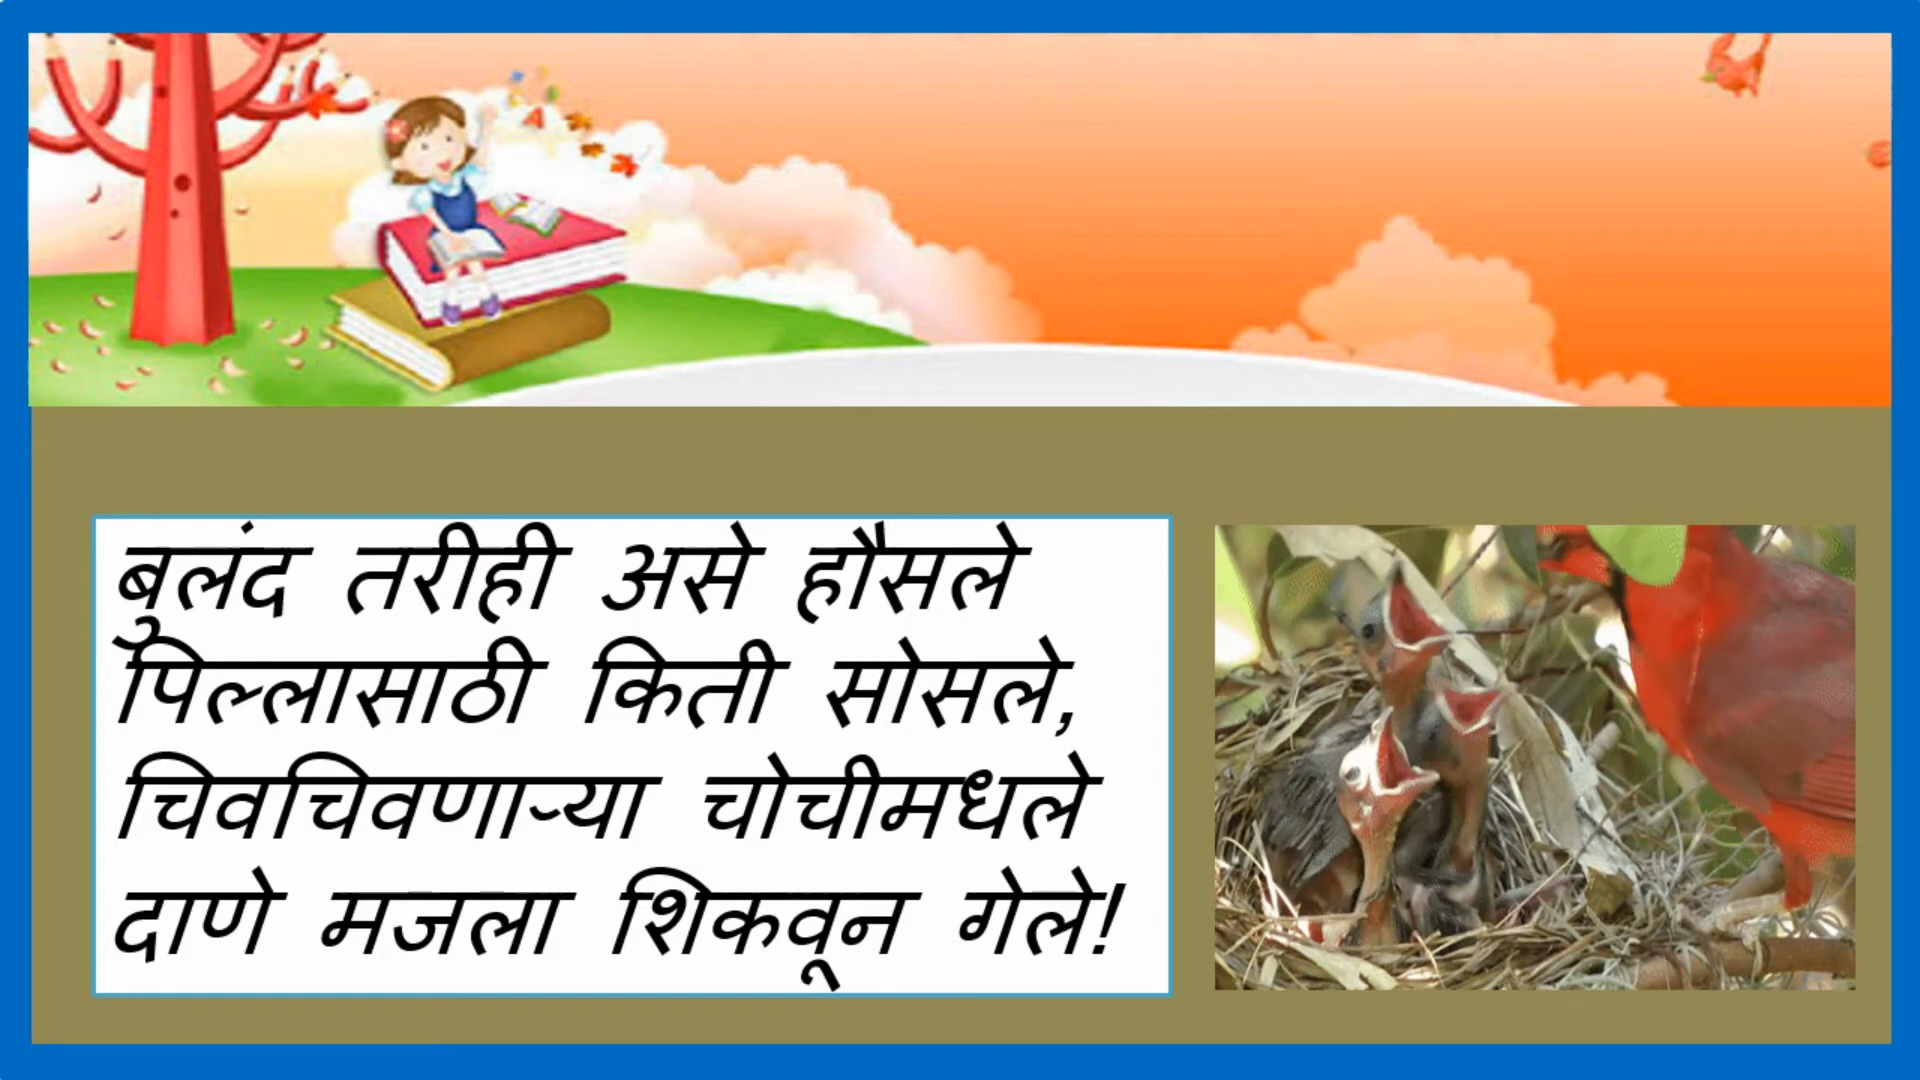 बुलंद तरीही असे हौसले
पिल्लासाठी किती सोसले,
चिवचिवणाऱ्या चोचीमधले
दाणे मजला शिकवून गेले!